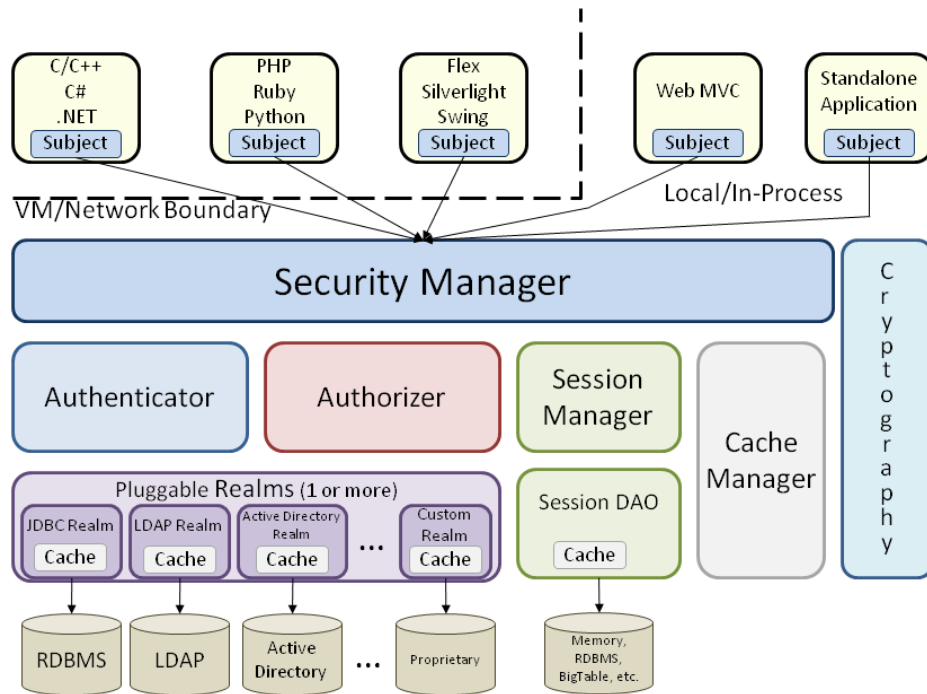 C/C++
C#
.NET
Subject
PHP
Ruby
Python
Subject
Flex
Silverlight
Swing
Subject
Web MVC
Subject
Standalone
Application
Subject
VM/Network Boundary
Local/In-Process
Security Manager
Cryptography
Authenticator
Authorizer
Session
Manager
Cache
Manager
Pluggable Realms (1 or more)
JDBC Realm
Cache
LDAP Realm
Cache
Active Directory
Realm
Cache
...
Custom
Realm
Cache
Session DAO
Cache
RDBMS
LDAP
Active
Directory
...
Proprietary
Memory,
RDBMS,
BigTable, etc.